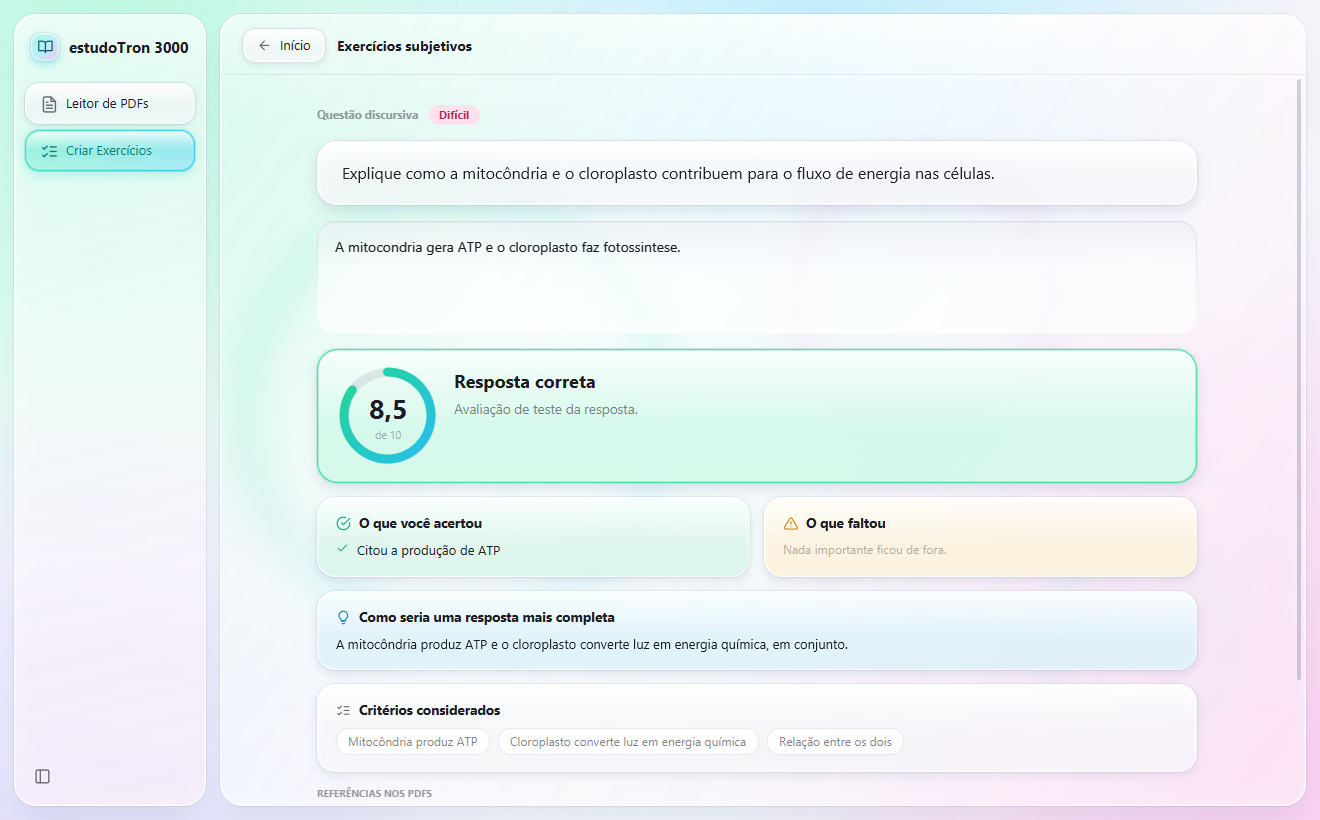 estudoTron 3000
Leitor de PDFs
Criar Exercícios
Início
Exercícios subjetivos
Questão discursiva
Difícil
Explique como a mitocôndria e o cloroplasto contribuem para o fluxo de energia nas células.
A mitocondria gera ATP e o cloroplasto faz fotossintese.
8,5
de 10
Resposta correta
Avaliação de teste da resposta.
O que você acertou
Citou a produção de ATP
O que faltou
Nada importante ficou de fora.
Como seria uma resposta mais completa
A mitocôndria produz ATP e o cloroplasto converte luz em energia química, em conjunto.
Critérios considerados
Mitocôndria produz ATP
Cloroplasto converte luz em energia química
Relação entre os dois
REFERÊNCIAS NOS PDFS